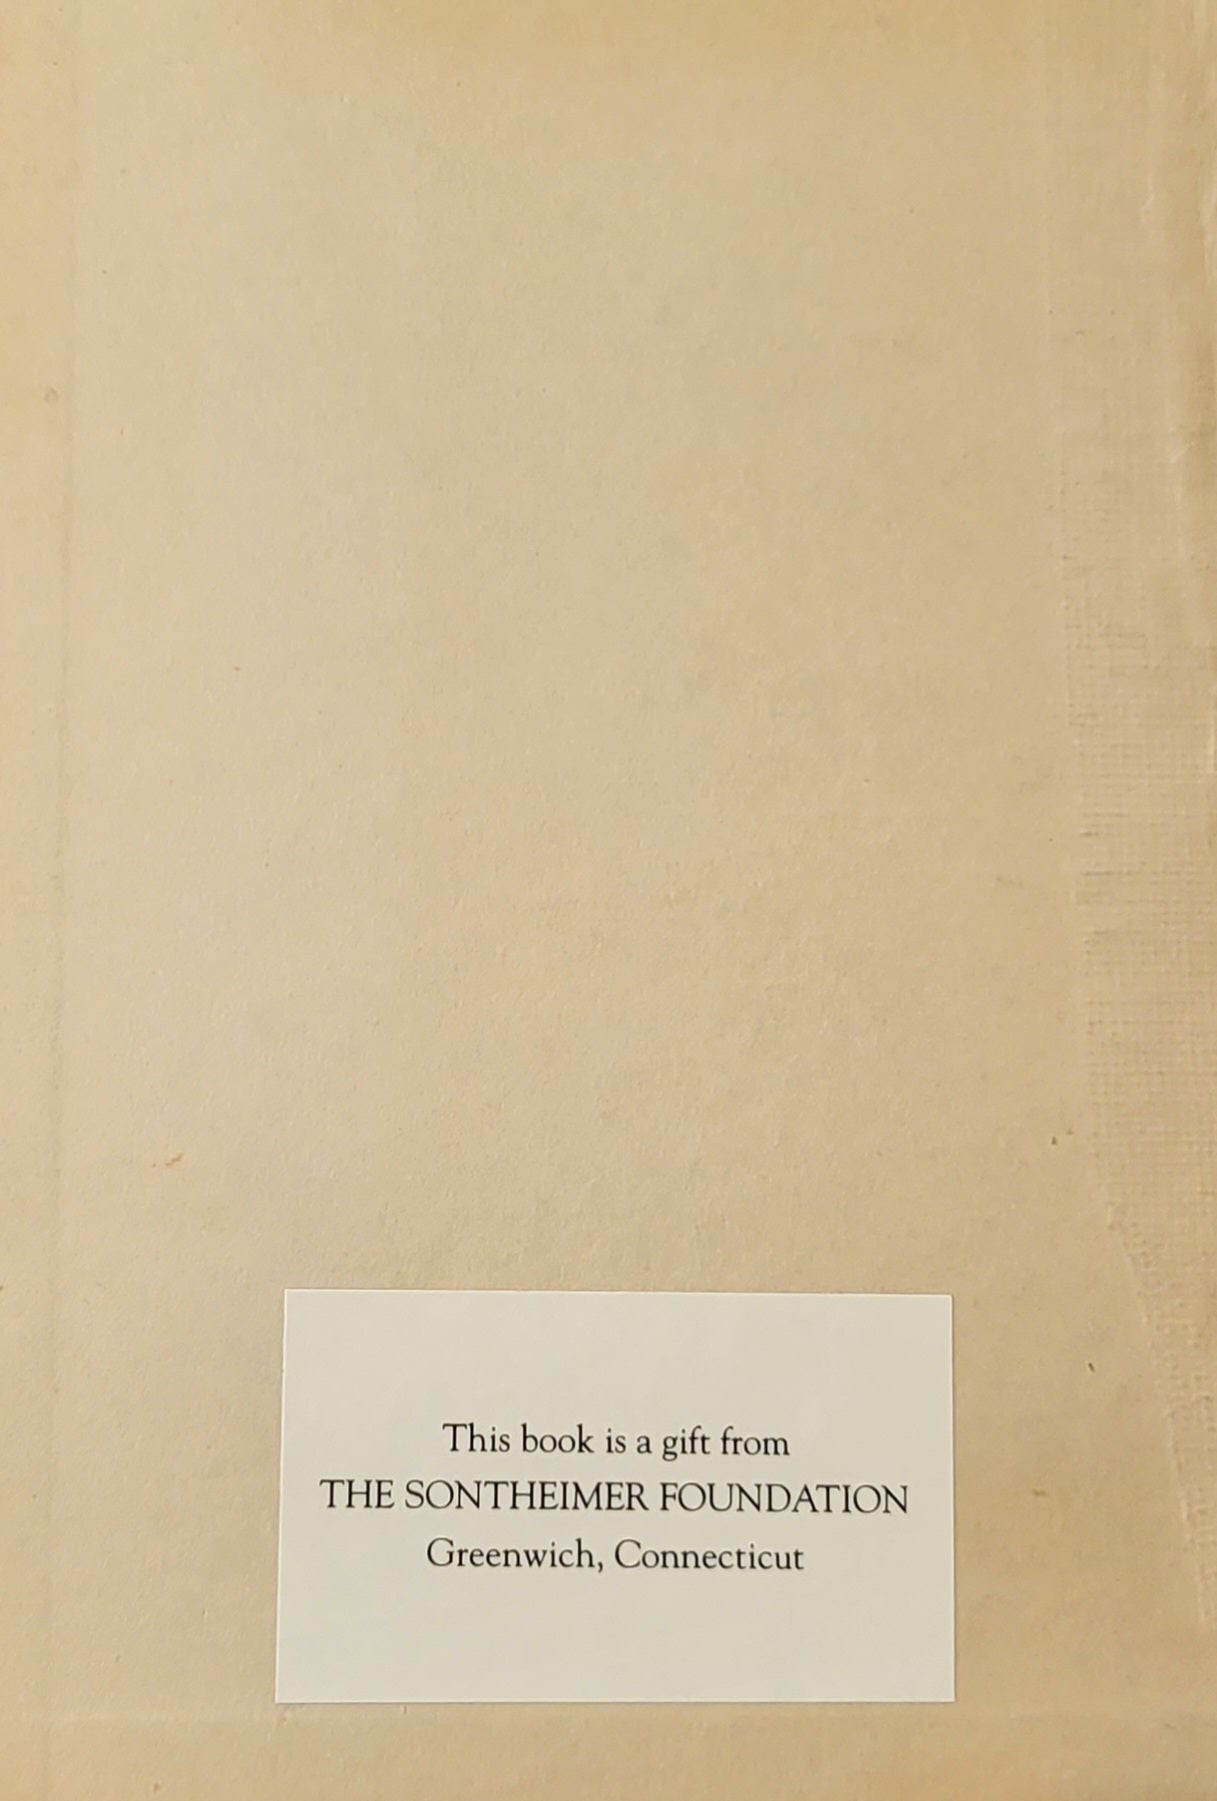 This book is a gift from
THE SONTHEIMER FOUNDATION
Greenwich, Connecticut